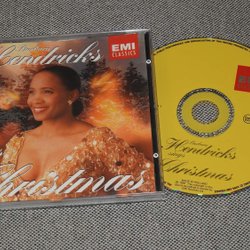 Barbara
Hendricks
EMI
CLASSICS
Christmas
Barbara
Hendricks
sings
Christmas